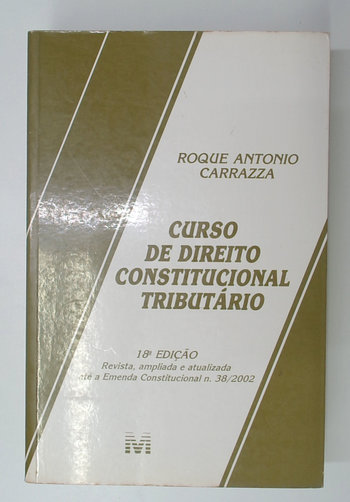 ROQUE ANTONIO
CARRAZZA
CURSO
DE DIREITO
CONSTITUCIONAL
TRIBUTÁRIO
18ª EDIÇÃO
Revista, ampliada e atualizada
até a Emenda Constitucional n. 38/2002
M